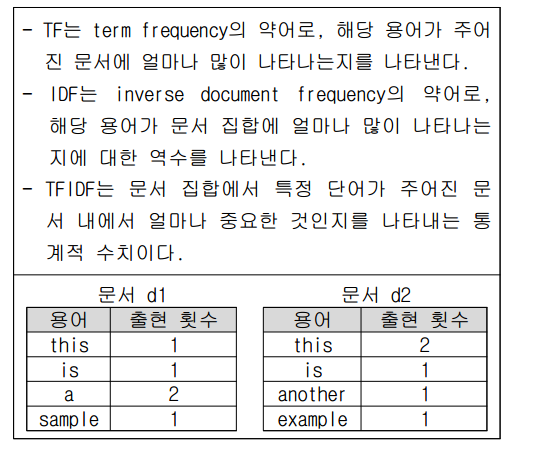 - TF는 term frequency의 약어로, 해당 용어가 주어
진 문서에 얼마나 많이 나타나는지를 나타낸다.
- IDF는 inverse document frequency의 약어로,
해당 용어가 문서 집합에 얼마나 많이 나타나는
지에 대한 역수를 나타낸다.
- TFIDF는 문서 집합에서 특정 단어가 주어진 문
서 내에서 얼마나 중요한 것인지를 나타내는 통
계적 수치이다.
문서 d1
용어 출현 횟수
this 1
is 1
a 2
sample 1
문서 d2
용어 출현 횟수
this 2
is 1
another 1
example 1